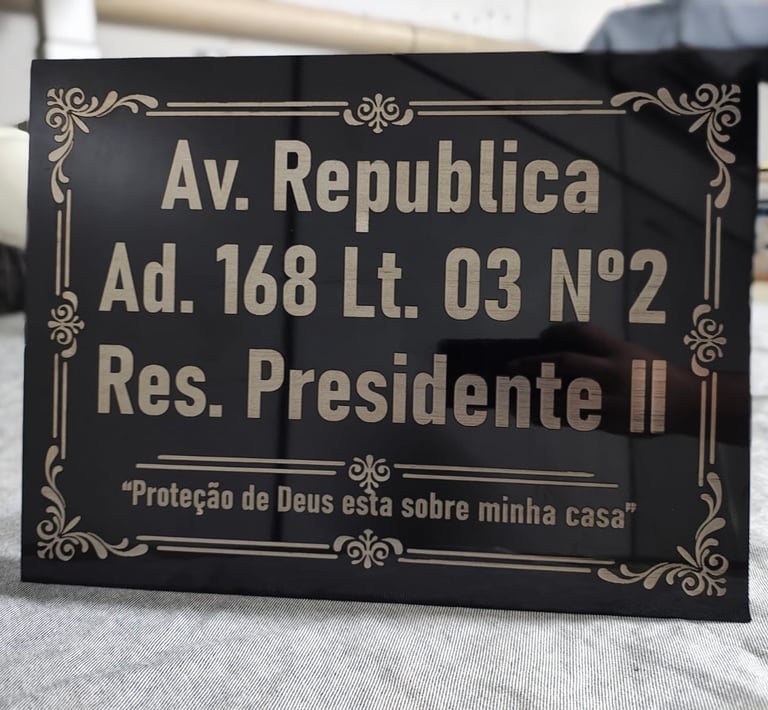 Av. Republica
Ad. 168 Lt. 03 Nº2
Res. Presidente II
“Proteção de Deus esta sobre minha casa”